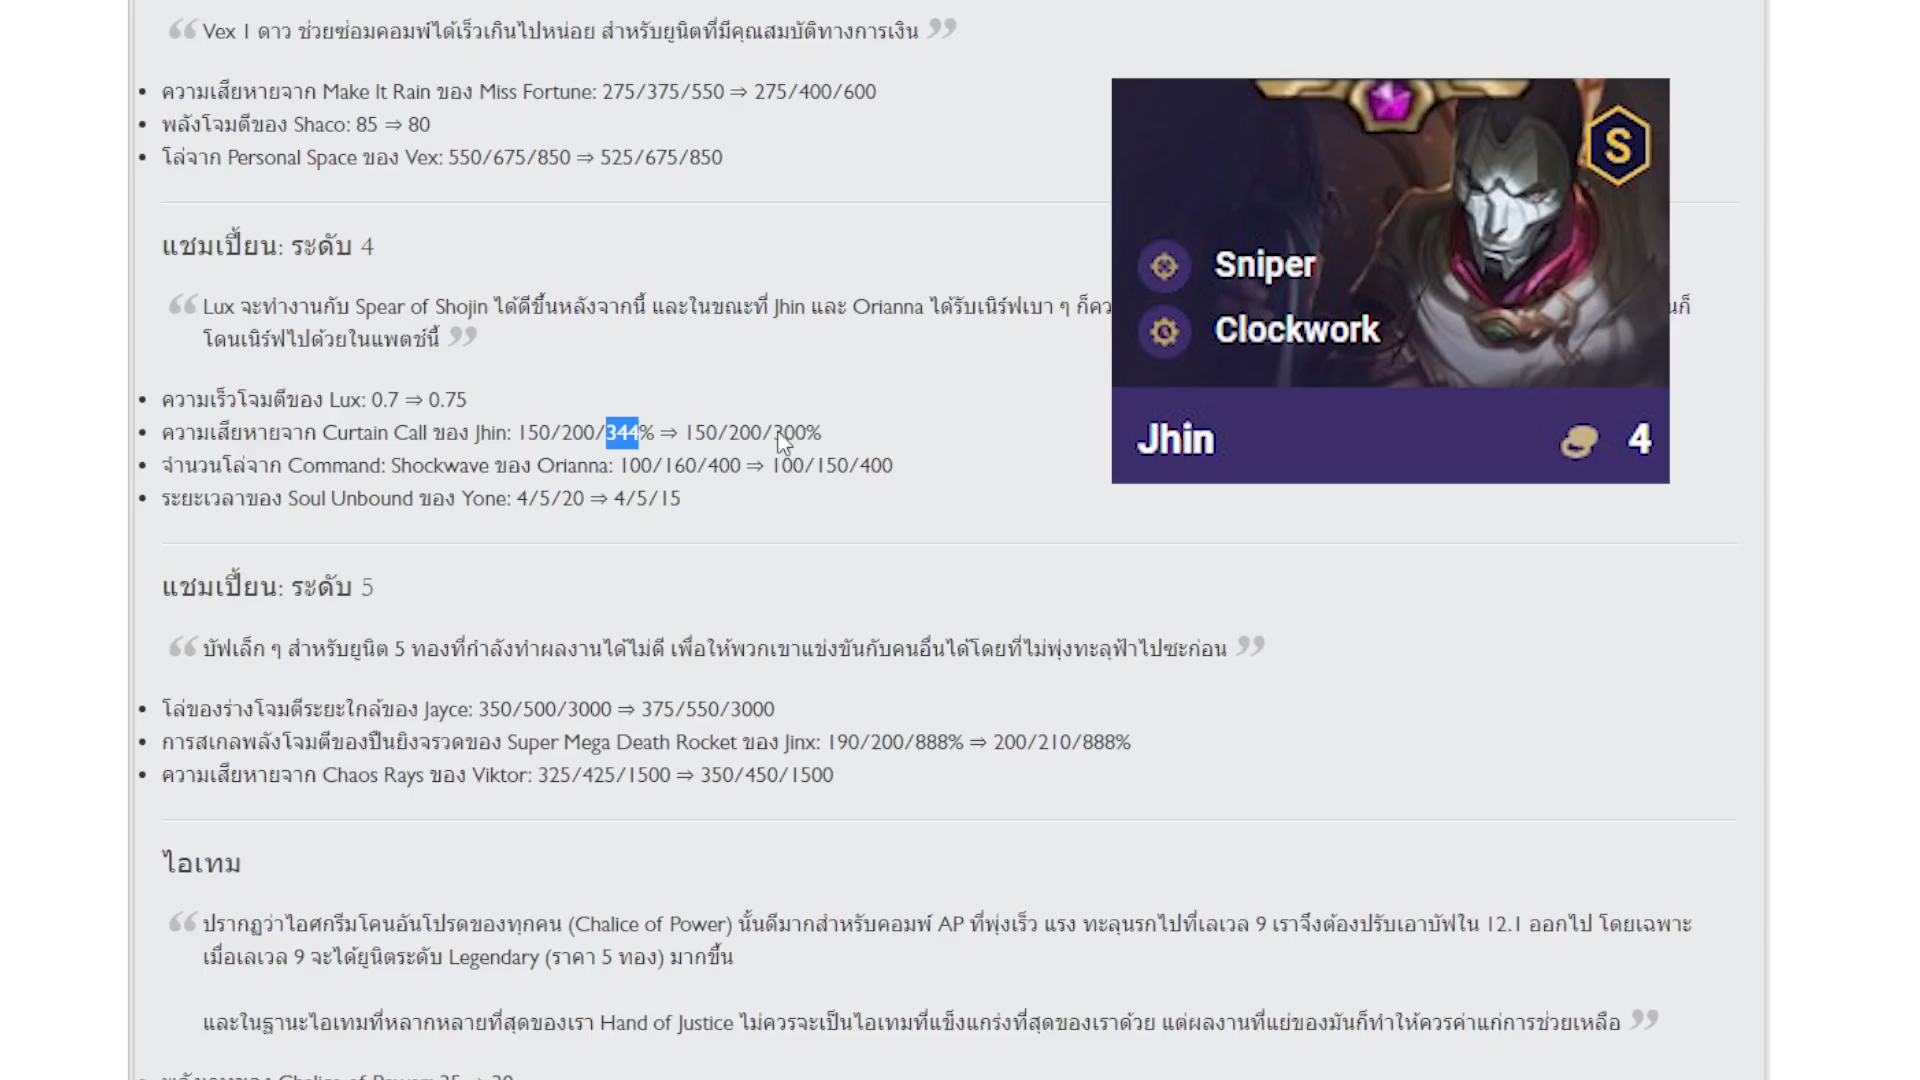 Vex 1 ดาว ช่วยซ่อมคอมพ์ได้เร็วเกินไปหน่อย สำหรับยูนิตที่มีคุณสมบัติทางการเงิน
• ความเสียหายจาก Make It Rain ของ Miss Fortune: 275/375/550 ⇒ 275/400/600
• พลังโจมตีของ Shaco: 85 ⇒ 80
• โล่จาก Personal Space ของ Vex: 550/675/850 ⇒ 525/675/850
S
Sniper
Clockwork
Jhin 4
แชมเปี้ยน: ระดับ 4
Lux จะทำงานกับ Spear of Shojin ได้ดีขึ้นหลังจากนี้ และในขณะที่ Jhin และ Orianna ได้รับเนิร์ฟเบา ๆ
โดนเนิร์ฟไปด้วยในแพตช์นี้
• ความเร็วโจมตีของ Lux: 0.7 ⇒ 0.75
• ความเสียหายจาก Curtain Call ของ Jhin: 150/200/344% ⇒ 150/200/300%
• จำนวนโล่จาก Command: Shockwave ของ Orianna: 100/160/400 ⇒ 100/150/400
• ระยะเวลาของ Soul Unbound ของ Yone: 4/5/20 ⇒ 4/5/15
แชมเปี้ยน: ระดับ 5
บัฟเล็ก ๆ สำหรับยูนิต 5 ทองที่กำลังทำผลงานได้ไม่ดี เพื่อให้พวกเขาแข่งขันกับคนอื่นได้โดยที่ไม่พุ่งทะลุฟ้าไปซะก่อน
• โล่ของร่างโจมตีระยะใกล้ของ Jayce: 350/500/3000 ⇒ 375/550/3000
• การสเกลพลังโจมตีของปืนยิงจรวดของ Super Mega Death Rocket ของ Jinx: 190/200/888% ⇒ 200/210/888%
• ความเสียหายจาก Chaos Rays ของ Viktor: 325/425/1500 ⇒ 350/450/1500
ไอเทม
ปรากฏว่าไอศกรีมโคนอันโปรดของทุกคน (Chalice of Power) นั้นดีมากสำหรับคอมพ์ AP ที่พุ่งเร็ว แรง ทะลุนรกไปที่เลเวล 9 เราจึงต้องปรับเอาบัฟใน 12.1 ออกไป โดยเฉพาะ
เมื่อเลเวล 9 จะได้ยูนิตระดับ Legendary (ราคา 5 ทอง) มากขึ้น
และในฐานะไอเทมที่หลากหลายที่สุดของเรา Hand of Justice ไม่ควรจะเป็นไอเทมที่แข็งแกร่งที่สุดของเราด้วย แต่ผลงานที่แย่ของมันก็ทำให้ควรค่าแก่การช่วยเหลือ